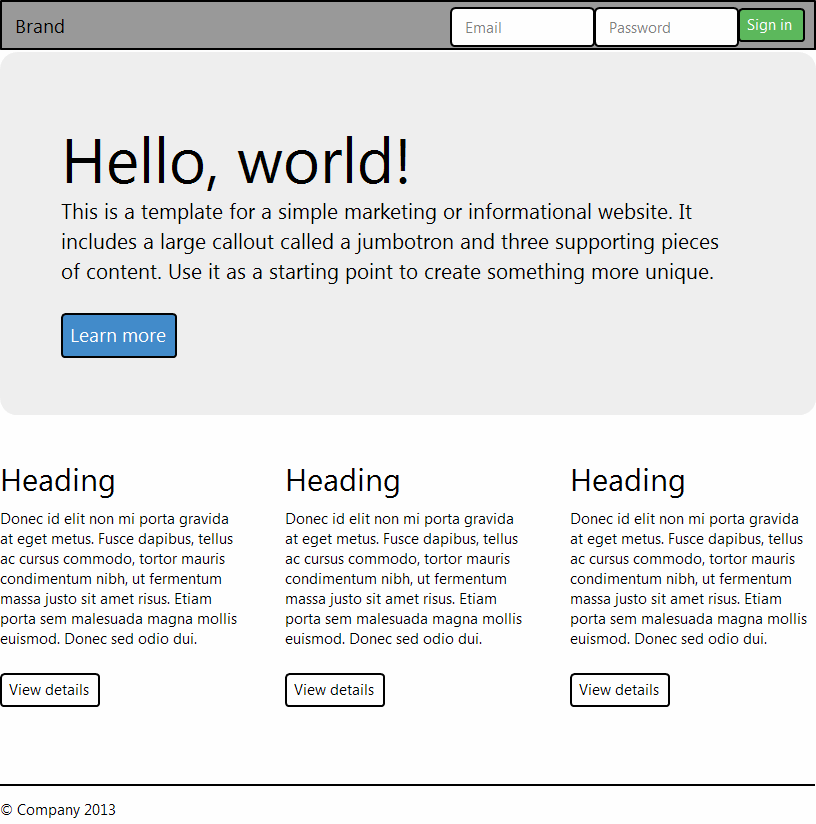 Brand Email Password Sign in
Hello, world!
This is a template for a simple marketing or informational website. It
includes a large callout called a jumbotron and three supporting pieces
of content. Use it as a starting point to create something more unique.
Learn more
Heading
Donec id elit non mi porta gravida
at eget metus. Fusce dapibus, tellus
ac cursus commodo, tortor mauris
condimentum nibh, ut fermentum
massa justo sit amet risus. Etiam
porta sem malesuada magna mollis
euismod. Donec sed odio dui.
View details
Heading
Donec id elit non mi porta gravida
at eget metus. Fusce dapibus, tellus
ac cursus commodo, tortor mauris
condimentum nibh, ut fermentum
massa justo sit amet risus. Etiam
porta sem malesuada magna mollis
euismod. Donec sed odio dui.
View details
Heading
Donec id elit non mi porta gravida
at eget metus. Fusce dapibus, tellus
ac cursus commodo, tortor mauris
condimentum nibh, ut fermentum
massa justo sit amet risus. Etiam
porta sem malesuada magna mollis
euismod. Donec sed odio dui.
View details
© Company 2013